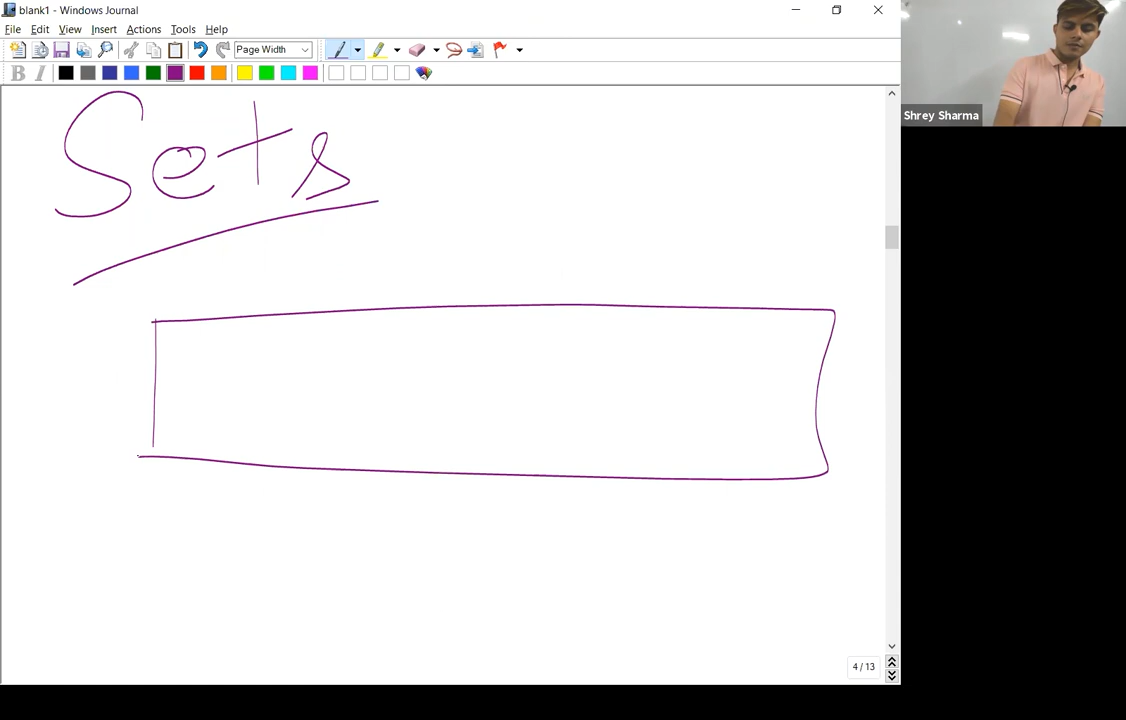 blank1 - Windows Journal
File Edit View Insert Actions Tools Help
Page Width
B I
Shrey Sharma
Sets
4 / 13